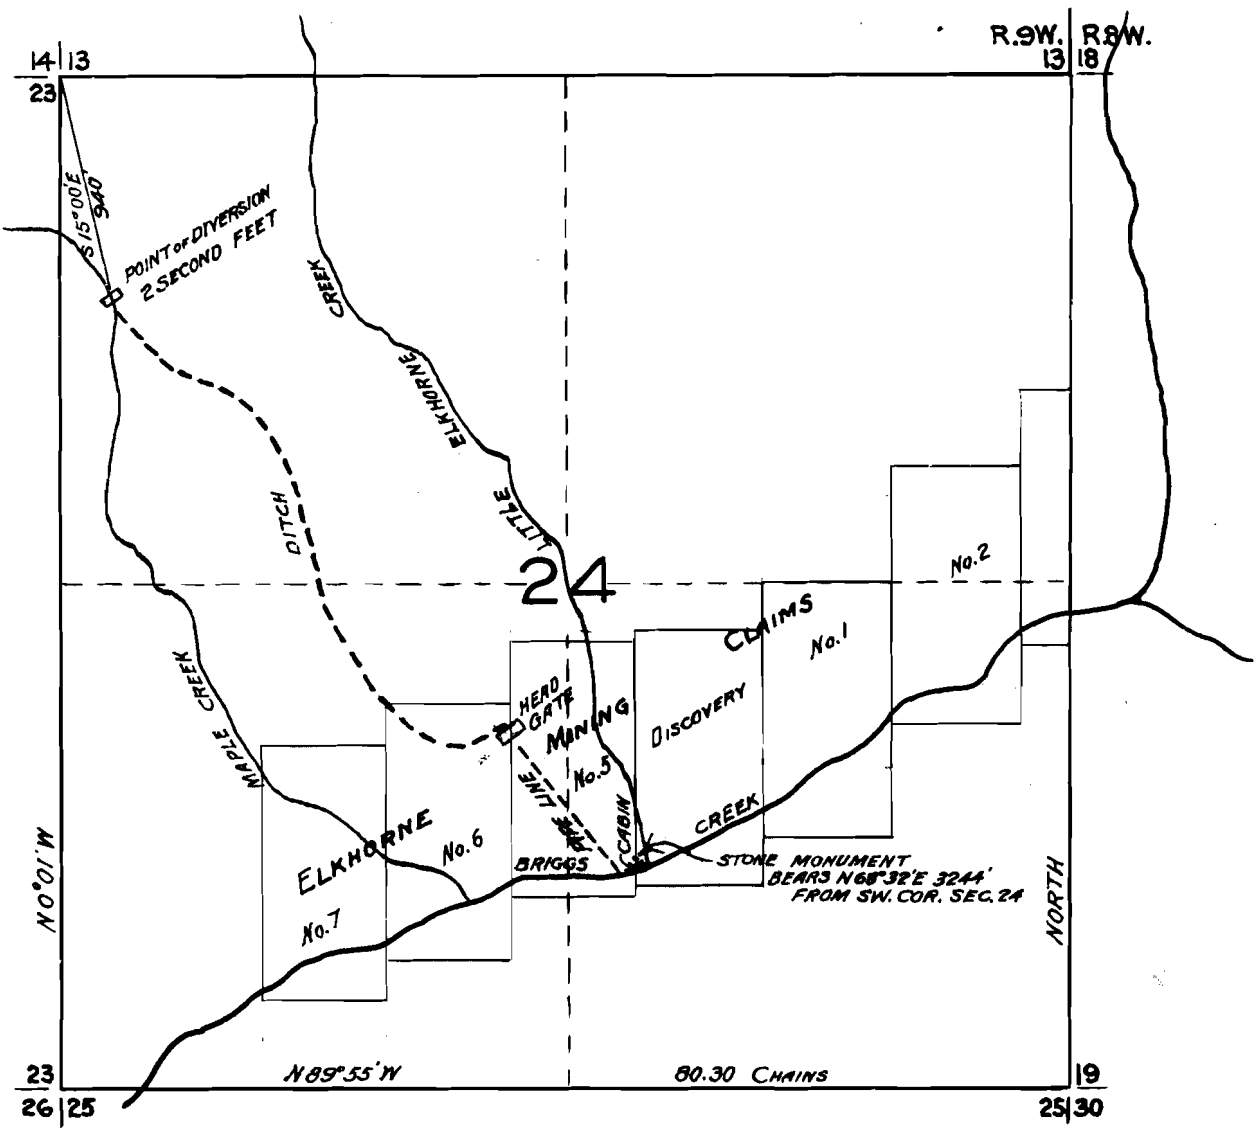 R.9W. R.8W.
14 13
13 18
23
S15°00'E
940'
POINT OF DIVERSION
2 SECOND FEET
LITTLE ELKHORNE CREEK
DITCH
24
No.2
CLAIMS
No.1
MAPLE CREEK
HEAD
GATE
MINING
DISCOVERY
No.5
PIPE LINE
CABIN
CREEK
ELKHORNE
No.6
BRIGGS
STONE MONUMENT
BEARS N68°32'E 3244'
FROM SW. COR. SEC. 24
No.7
N0°01'W
NORTH
N89°55'W 80.30 CHAINS
23
19
26 25
25 30